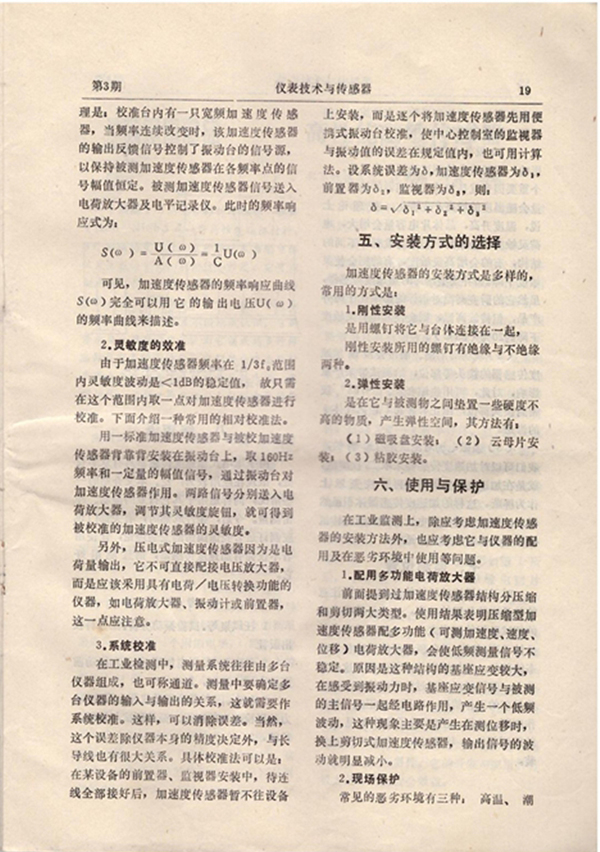 第3期
仪表技术与传感器
19
理是：校准台内有一只宽频加速度传感
器，当频率连续改变时，该加速度传感器
的输出反馈信号控制了振动台的信号源，
以保持被测加速度传感器在各频率点的信
号幅值恒定。被测加速度传感器信号送入
电荷放大器及电平记录仪。此时的频率响
应式为：
S(ω)=U(ω)/A(ω)=1/C U(ω)
可见，加速度传感器的频率响应曲线
S(ω)完全可以用它的输出电压U(ω)
的频率曲线来描述。
2.灵敏度的效准
由于加速度传感器频率在 1/3f。范围
内灵敏度波动是<1dB的稳定值， 故只需
在这个范围内取一点对加速度传感器进行
校准。下面介绍一种常用的相对校准法。
用一标准加速度传感器与被校加速度
传感器背靠背安装在振动台上，取160Hz
频率和一定量的幅值信号，通过振动台对
加速度传感器作用。两路信号分别送入电
荷放大器，调节其灵敏度旋钮，就可得到
被校准的加速度传感器的灵敏度。
另外，压电式加速度传感器因为是电
荷量输出，它不可直接配接电压放大器，
而是应该采用具有电荷／电压转换功能的
仪器，如电荷放大器、振动计或前置器，
这一点应注意。
3.系统校准
在工业检测中，测量系统往往由多台
仪器组成，也可称通道。测量中要确定多
台仪器的输入与输出的关系，这就需要作
系统校准。这样，可以消除误差。当然，
这个误差除仪器本身的精度决定外，与长
导线也有很大关系。具体校准法可以是：
在某设备的前置器、监视器安装中，待连
线全部接好后，加速度传感器暂不往设备
上安装，而是逐个将加速度传感器先用便
携式振动台校准，使中心控制室的监视器
与振动值的误差在规定值内，也可用计算
法。设系统误差为δ，加速度传感器为δ₁，
前置器为δ₂，监视器为δ₃，则：
δ=√δ₁²+δ₂²+δ₃²
五、安装方式的选择
加速度传感器的安装方式是多样的，
常用的方式是：
1.刚性安装
是用螺钉将它与台体连接在一起，
刚性安装所用的螺钉有绝缘与不绝缘
两种。
2.弹性安装
是在它与被测物之间垫置一些硬度不
高的物质，产生弹性空间，其方法有：
（1）磁吸盘安装；（2） 云母片安
装；（3）粘胶安装。
六、使用与保护
在工业监测上，除应考虑加速度传感
器的安装方法外，也应考虑它与仪器的配
用及在恶劣环境中使用等问题。
1.配用多功能电荷放大器
前面提到过加速度传感器结构分压缩
和剪切两大类型。使用结果表明压缩型加
速度传感器配多功能（可测加速度、速度、
位移）电荷放大器，会使低频测量信号不
稳定。原因是这种结构的基座应变较大，
在感受到振动力时，基座应变信号与被测
的主信号一起经电路作用，产生一个低频
波动，这种现象主要是产生在测位移时，
换上剪切式加速度传感器，输出信号的波
动就明显减小。
2.现场保护
常见的恶劣环境有三种： 高温、 潮